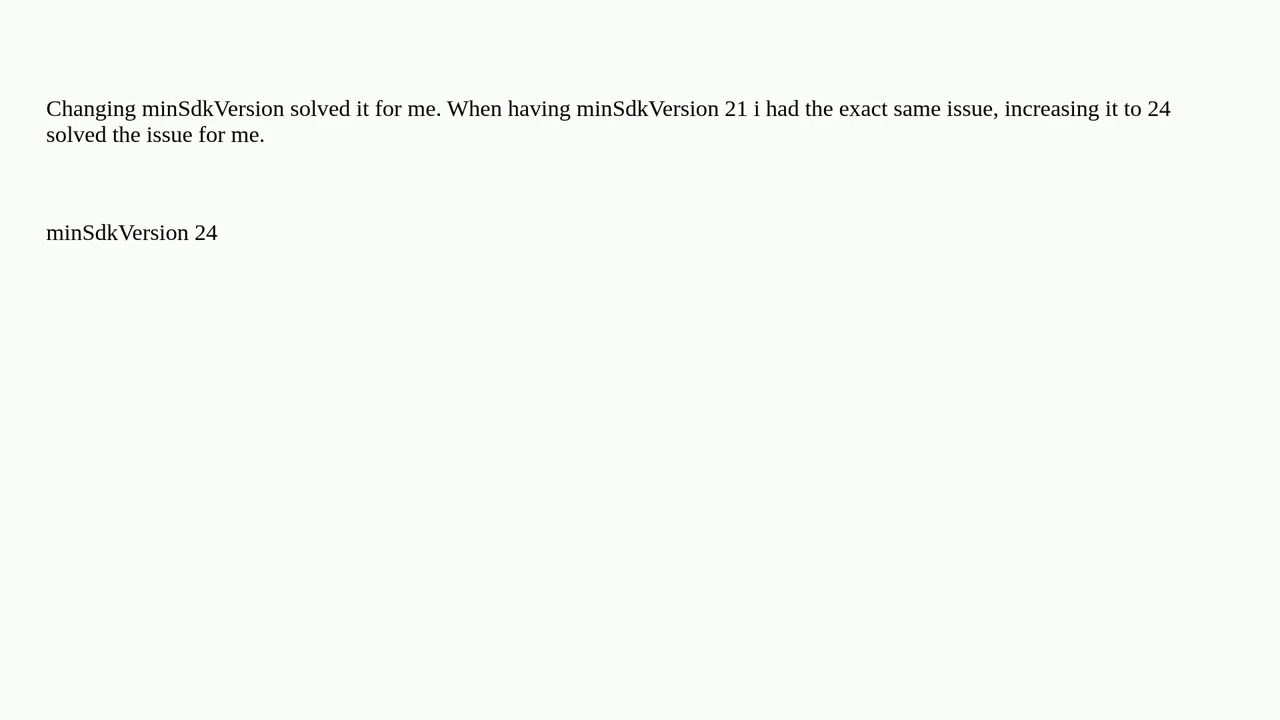 Changing minSdkVersion solved it for me. When having minSdkVersion 21 i had the exact same issue, increasing it to 24
solved the issue for me.
minSdkVersion 24